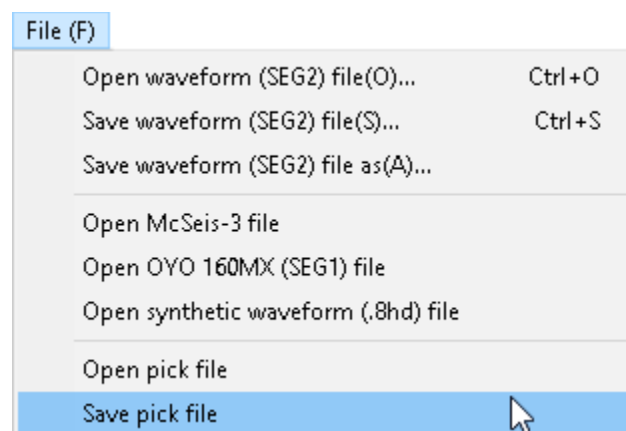 File (F)
Open waveform (SEG2) file(O)... Ctrl+O
Save waveform (SEG2) file(S)... Ctrl+S
Save waveform (SEG2) file as(A)...
Open McSeis-3 file
Open OYO 160MX (SEG1) file
Open synthetic waveform (.8hd) file
Open pick file
Save pick file